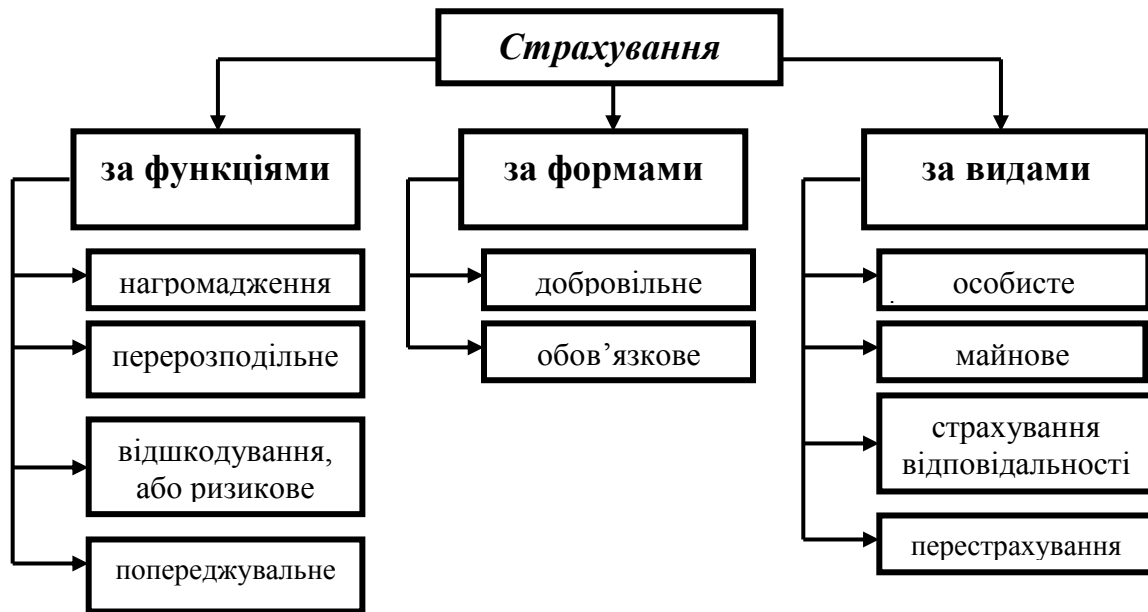 Страхування
за функціями
за формами
за видами
нагромадження
перерозподільне
відшкодування,
або ризикове
попереджувальне
добровільне
обов’язкове
особисте
майнове
страхування
відповідальності
перестрахування